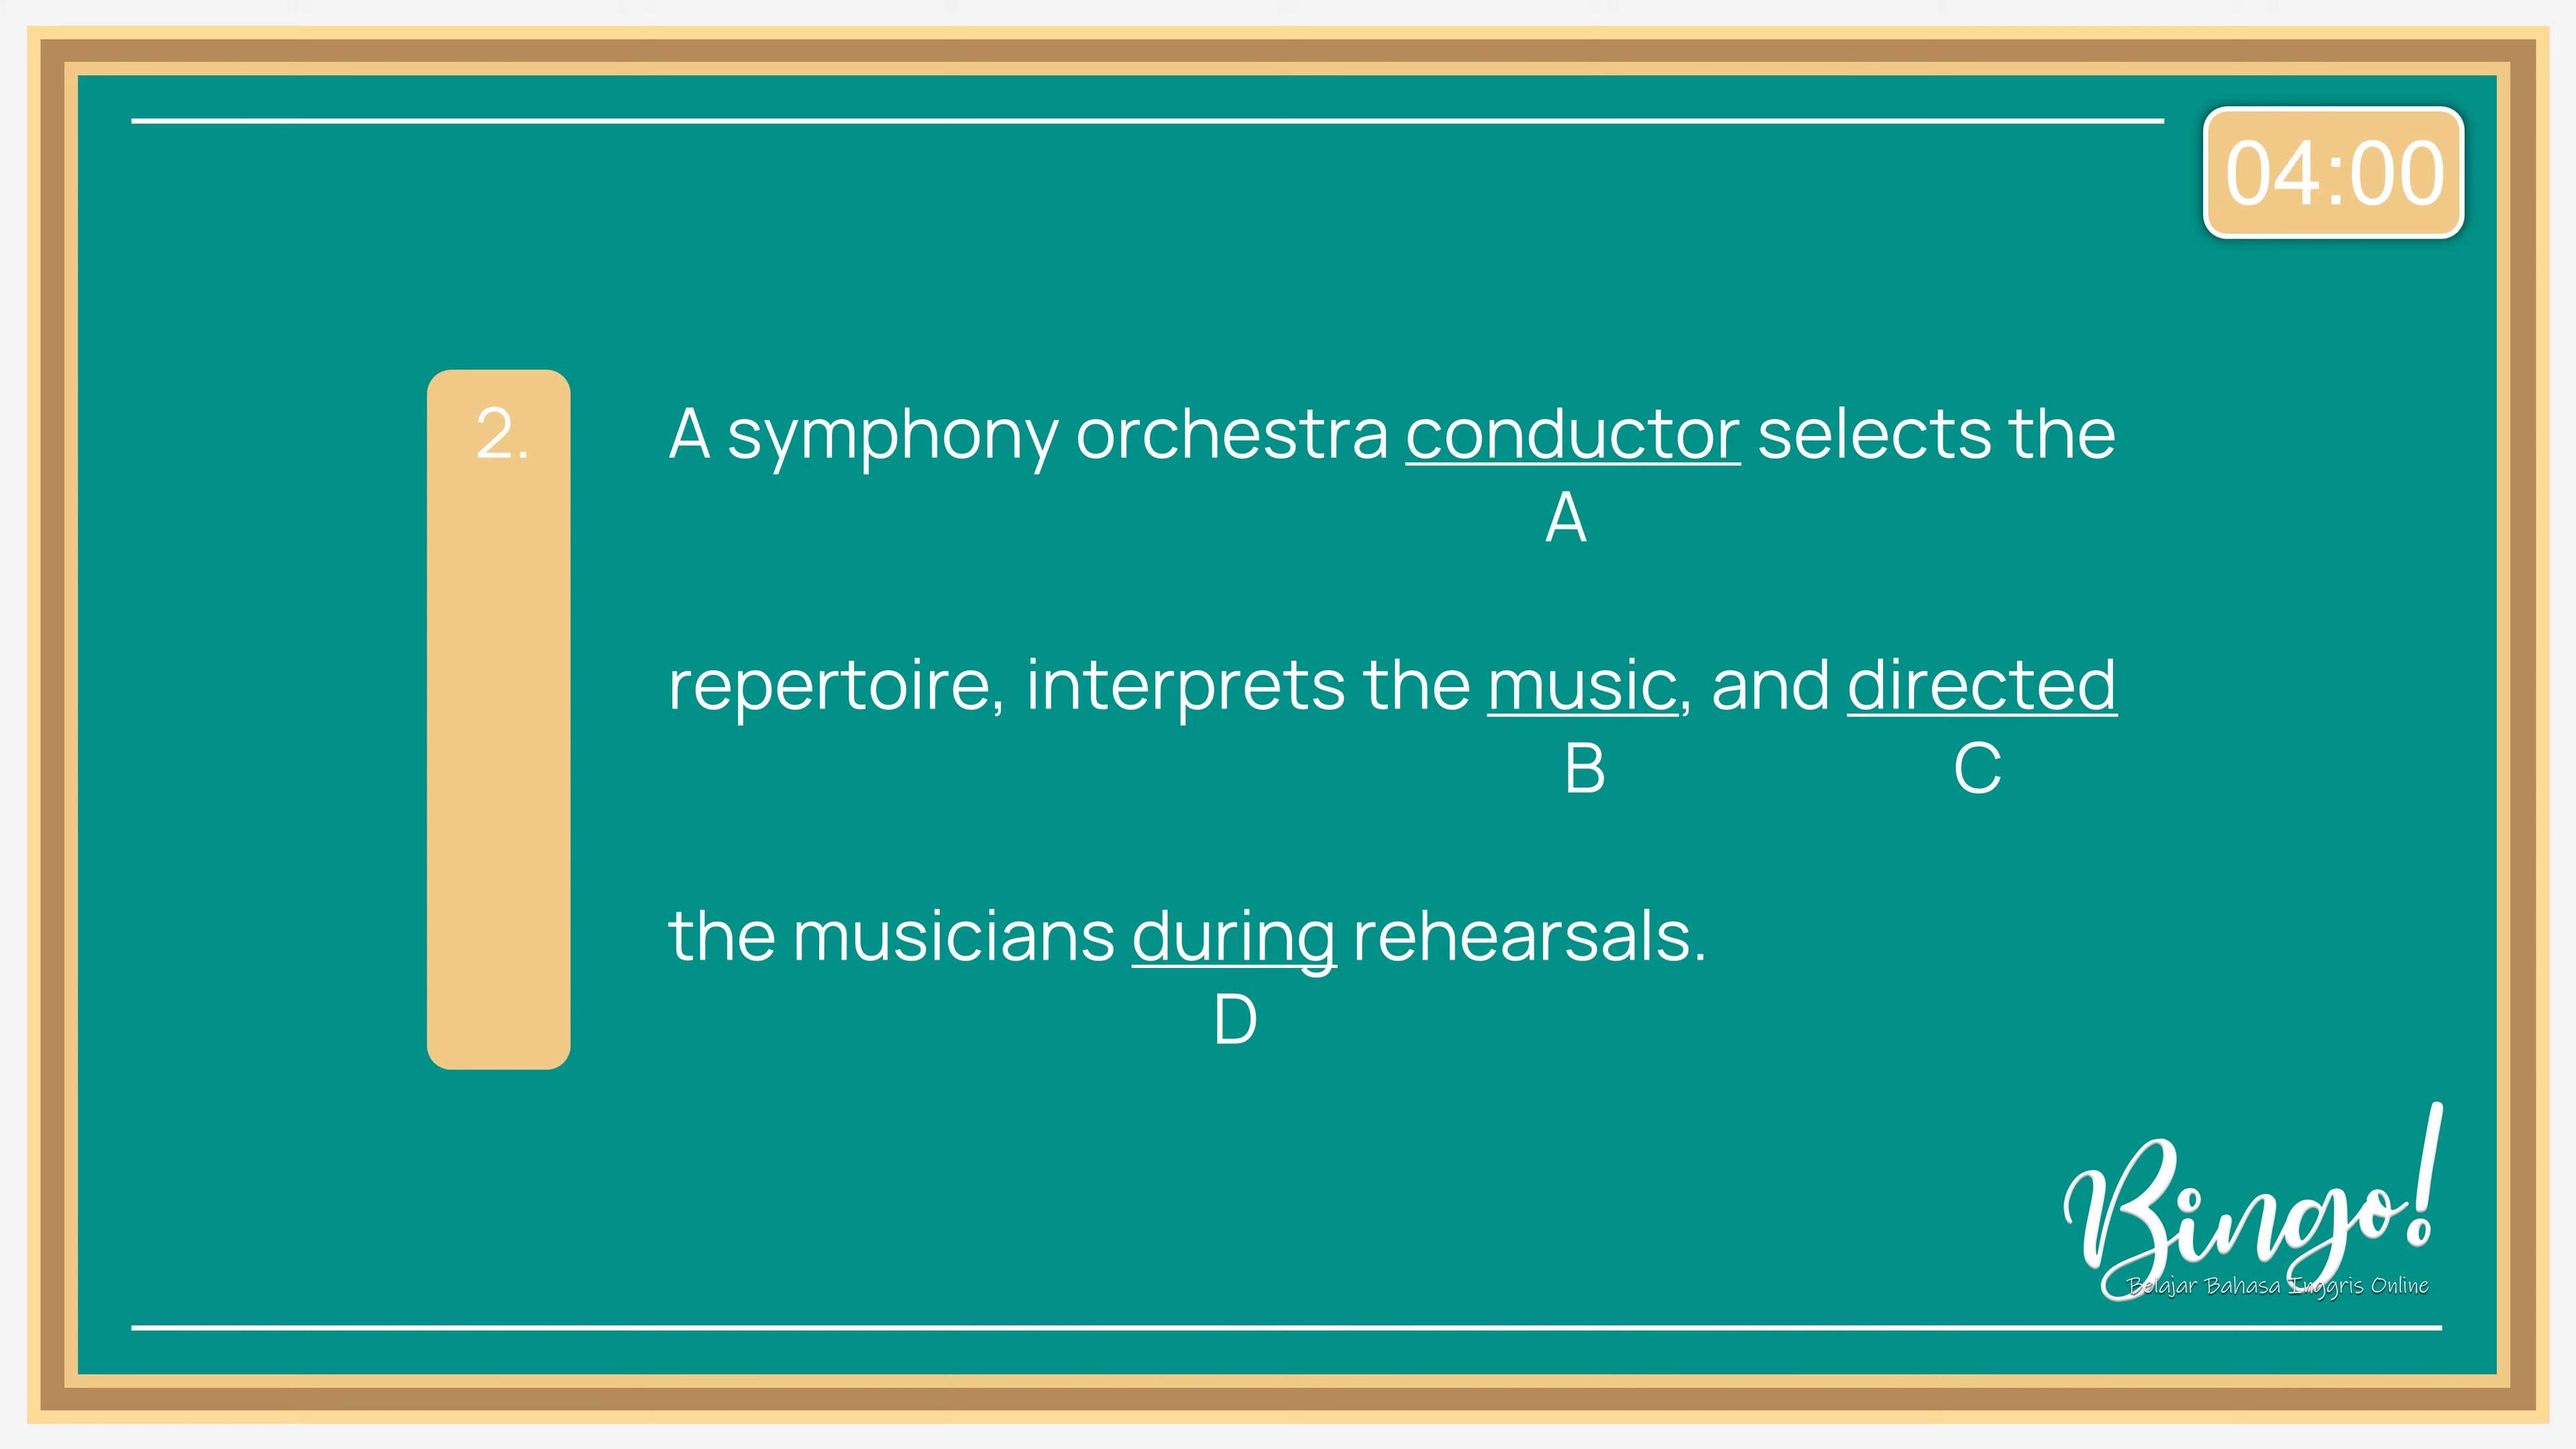 04:00
2.
A symphony orchestra conductor selects the
A
repertoire, interprets the music, and directed
B C
the musicians during rehearsals.
D
Bingo!
Belajar Bahasa Inggris Online